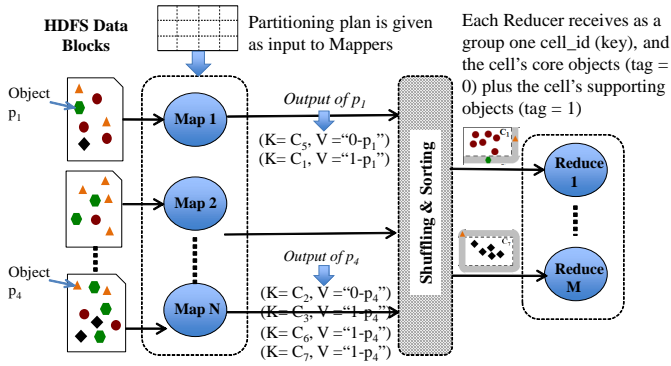 HDFS Data
Blocks
Partitioning plan is given
as input to Mappers
Each Reducer receives as a
group one cell_id (key), and
the cell's core objects (tag =
0) plus the cell's supporting
objects (tag = 1)
Object
p1
Map 1
Output of p1
(K= C5, V =“0-p1”)
(K= C1, V =“1-p1”)
Map 2
Output of p4
(K= C2, V =“0-p4”)
(K= C3, V =“1-p4”)
(K= C6, V =“1-p4”)
(K= C7, V =“1-p4”)
Object
p4
Map N
Shuffling & Sorting
C1
Reduce
1
Reduce
M